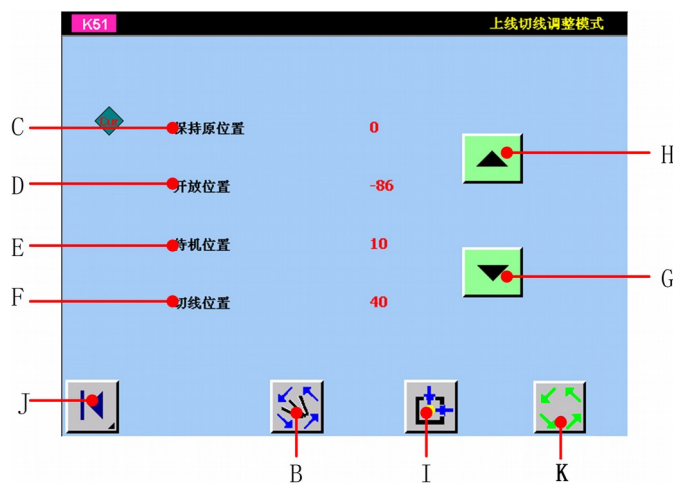 K51 上线切线调整模式
C 保持原位置 0 H
D 开放位置 -86
E 待机位置 10 G
F 切线位置 40
J
B I K